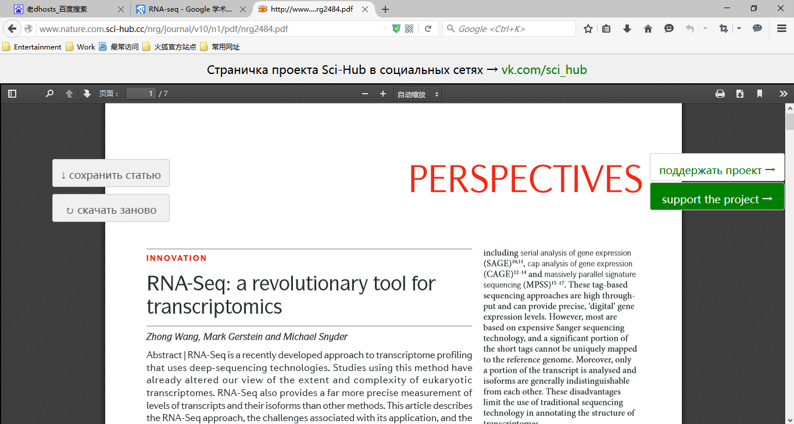 老dhosts_百度搜索
RNA-seq - Google 学术...
http://www....rg2484.pdf
www.nature.com.sci-hub.cc/nrg/journal/v10/n1/pdf/nrg2484.pdf
Google <Ctrl+K>
Entertainment
Work
最常访问
火狐官方站点
常用网址
Страничка проекта Sci-Hub в социальных сетях → vk.com/sci_hub
页面： 1 / 7
自动缩放
↓ сохранить статью
↻ скачать заново
PERSPECTIVES
поддержать проект →
support the project →
INNOVATION
RNA-Seq: a revolutionary tool for
transcriptomics
Zhong Wang, Mark Gerstein and Michael Snyder
Abstract | RNA-Seq is a recently developed approach to transcriptome profiling
that uses deep-sequencing technologies. Studies using this method have
already altered our view of the extent and complexity of eukaryotic
transcriptomes. RNA-Seq also provides a far more precise measurement of
levels of transcripts and their isoforms than other methods. This article describes
the RNA-Seq approach, the challenges associated with its application, and the
including serial analysis of gene expression
(SAGE)10,11, cap analysis of gene expression
(CAGE)12–14 and massively parallel signature
sequencing (MPSS)15–17. These tag-based
sequencing approaches are high through-
put and can provide precise, 'digital' gene
expression levels. However, most are
based on expensive Sanger sequencing
technology, and a significant portion of
the short tags cannot be uniquely mapped
to the reference genome. Moreover, only
a portion of the transcript is analysed and
isoforms are generally indistinguishable
from each other. These disadvantages
limit the use of traditional sequencing
technology in annotating the structure of
transcriptomes